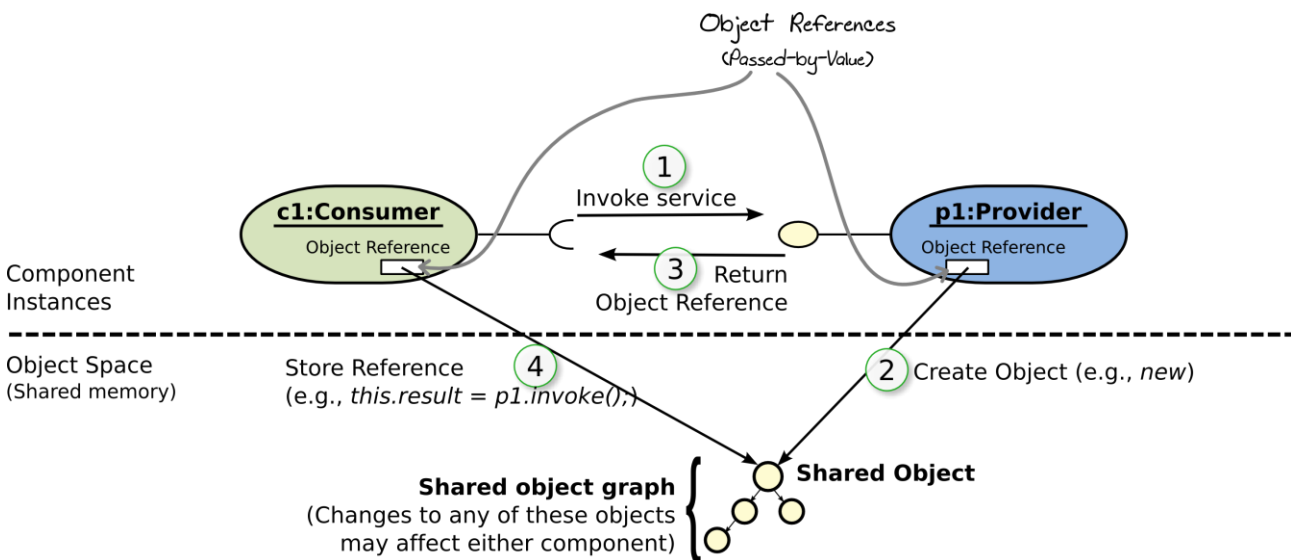 Object References
(Passed-by-Value)
1
Invoke service
c1:Consumer
Object Reference
p1:Provider
Object Reference
3
Return
Object Reference
Component
Instances
Object Space
(Shared memory)
Store Reference
(e.g., this.result = p1.invoke();)
4
2
Create Object (e.g., new)
Shared Object
Shared object graph
(Changes to any of these objects
may affect either component)